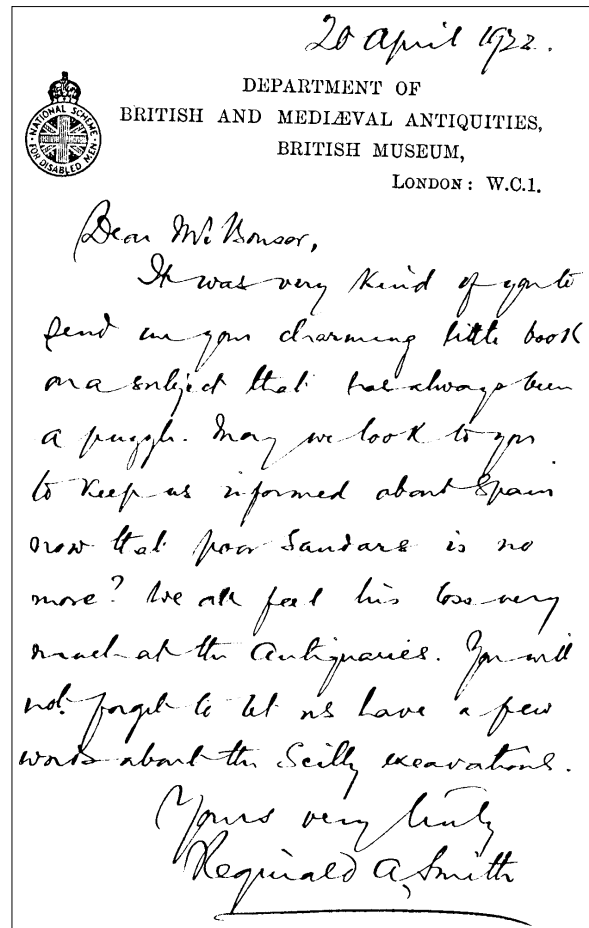 20 April 1922.
DEPARTMENT OF
BRITISH AND MEDIÆVAL ANTIQUITIES,
BRITISH MUSEUM,
LONDON: W.C.1.
NATIONAL SCHEME
FOR DISABLED MEN
Dear Mr. Bonsor,
It was very kind of you to
send me your charming little book
on a subject that has always been
a puzzle. May we look to you
to keep us informed about Spain
now that poor Sandars is no
more? We all feel his loss very
much at the Antiquaries. You will
not forget to let us have a few
words about the Scilly excavations.
Yours very truly
Reginald A. Smith